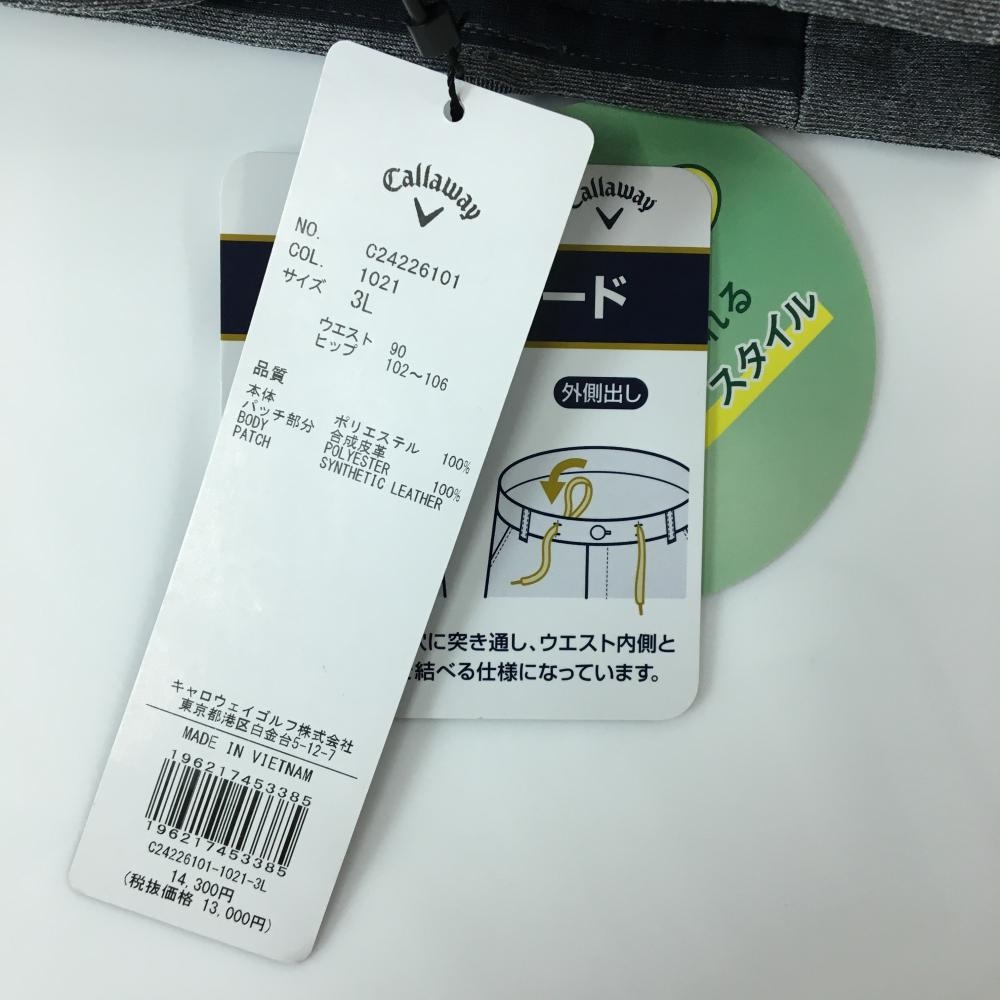 Callaway
NO. C24226101
COL. 1021
サイズ 3L
ウエスト 90
ヒップ 102～106
品質
本体 ポリエステル 100%
パッチ部分 合成皮革
BODY POLYESTER 100%
PATCH SYNTHETIC LEATHER
キャロウェイゴルフ株式会社
東京都港区白金台5-12-7
MADE IN VIETNAM
196217453385
196217453385
C24226101-1021-3L
14,300円
(税抜価格 13,000円)
Callaway
ード
外側出し
に突き通し、ウエスト内側と
結べる仕様になっています。
れる
スタイル